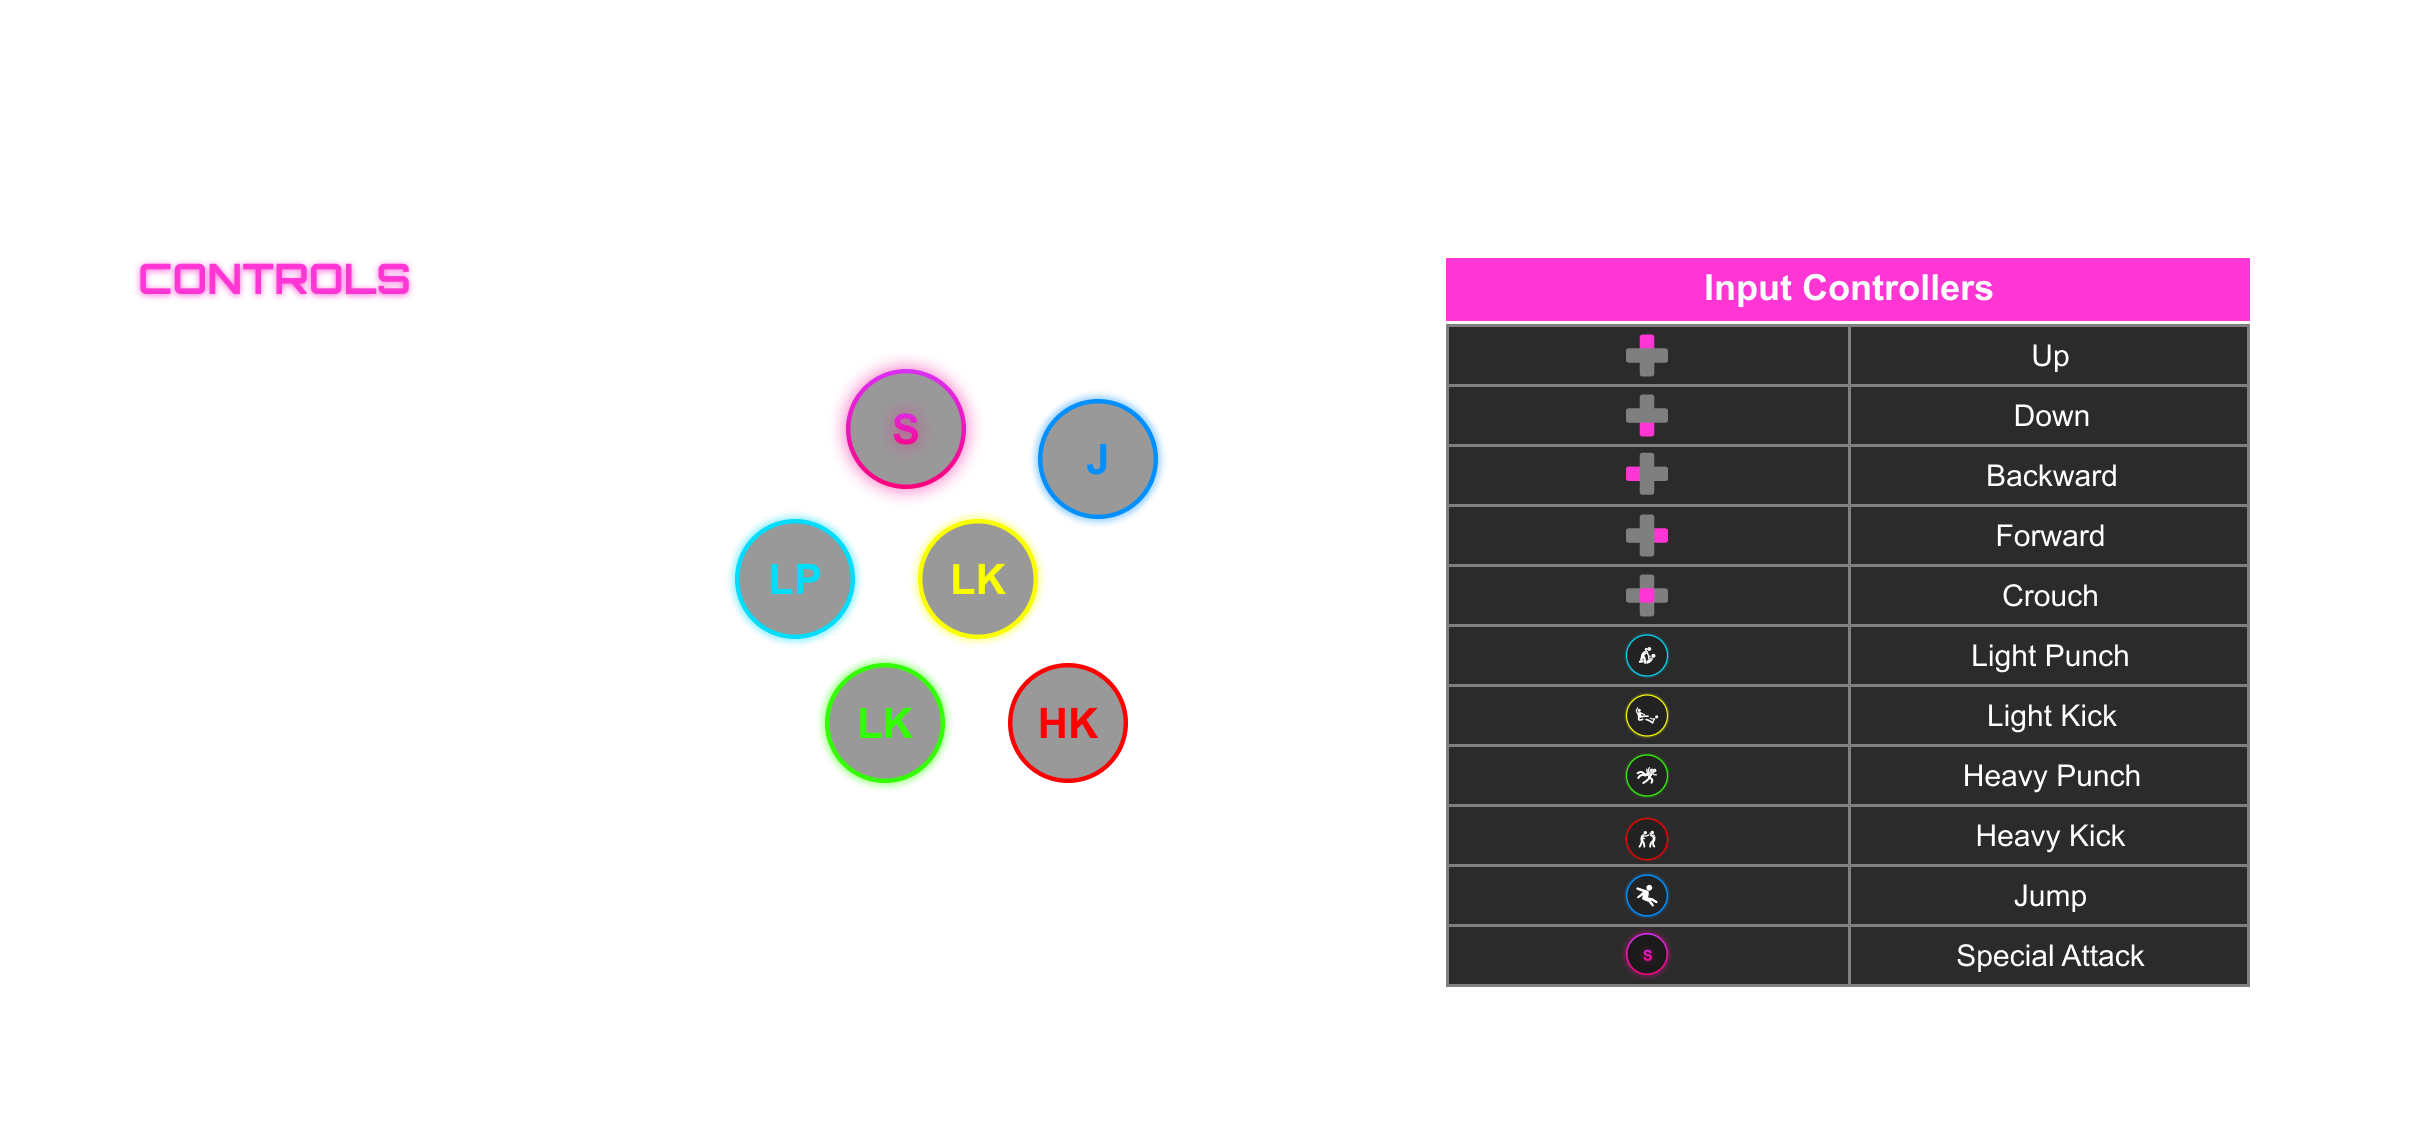 CONTROLS
S
J
LP
LK
LK
HK
Input Controllers
Up
Down
Backward
Forward
Crouch
Light Punch
Light Kick
Heavy Punch
Heavy Kick
Jump
S
Special Attack